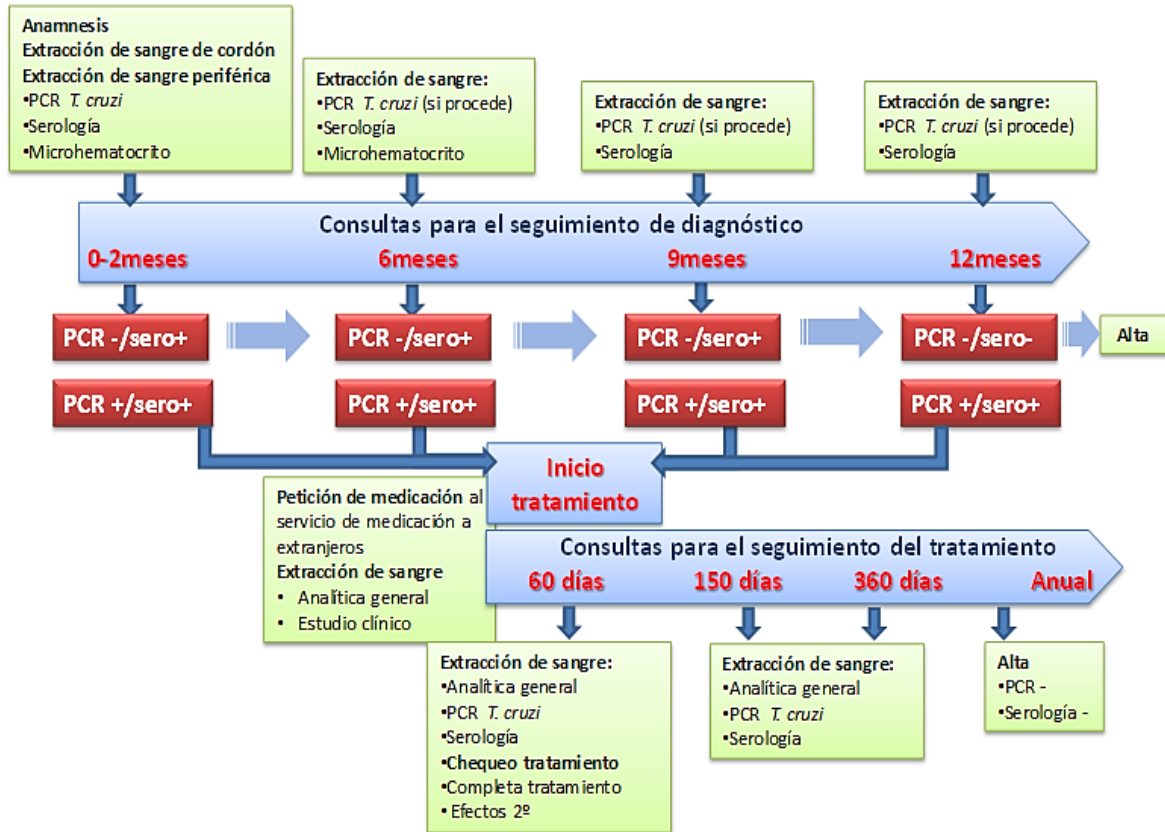 Anamnesis
Extracción de sangre de cordón
Extracción de sangre periférica
•PCR T. cruzi
•Serología
•Microhematocrito
Extracción de sangre:
•PCR T. cruzi (si procede)
•Serología
•Microhematocrito
Extracción de sangre:
•PCR T. cruzi (si procede)
•Serología
Extracción de sangre:
•PCR T. cruzi (si procede)
•Serología
Consultas para el seguimiento de diagnóstico
0-2meses
6meses
9meses
12meses
PCR -/sero+
PCR -/sero+
PCR -/sero+
PCR -/sero-
Alta
PCR +/sero+
PCR +/sero+
PCR +/sero+
PCR +/sero+
Inicio
tratamiento
Petición de medicación al
servicio de medicación a
extranjeros
Extracción de sangre
• Analítica general
• Estudio clínico
Consultas para el seguimiento del tratamiento
60 días
150 días
360 días
Anual
Extracción de sangre:
•Analítica general
•PCR T. cruzi
•Serología
•Chequeo tratamiento
•Completa tratamiento
• Efectos 2º
Extracción de sangre:
•Analítica general
•PCR T. cruzi
•Serología
Alta
•PCR -
•Serología -